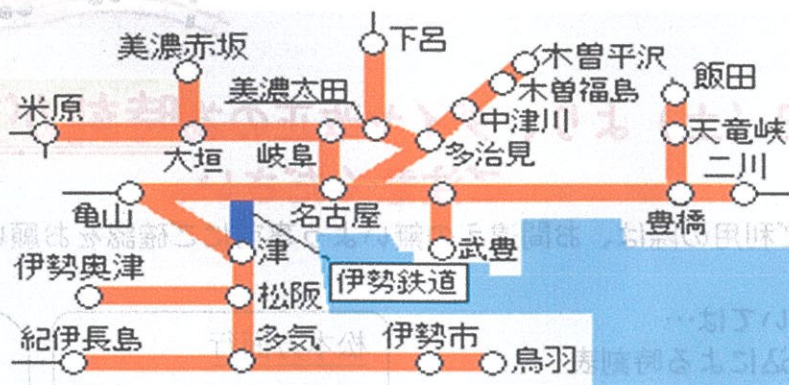 下呂
美濃赤坂
木曽平沢
木曽福島
飯田
美濃太田
中津川
米原
大垣
岐阜
多治見
天竜峡
二川
亀山
名古屋
豊橋
津
武豊
伊勢奥津
伊勢鉄道
松阪
紀伊長島
多気
伊勢市
鳥羽